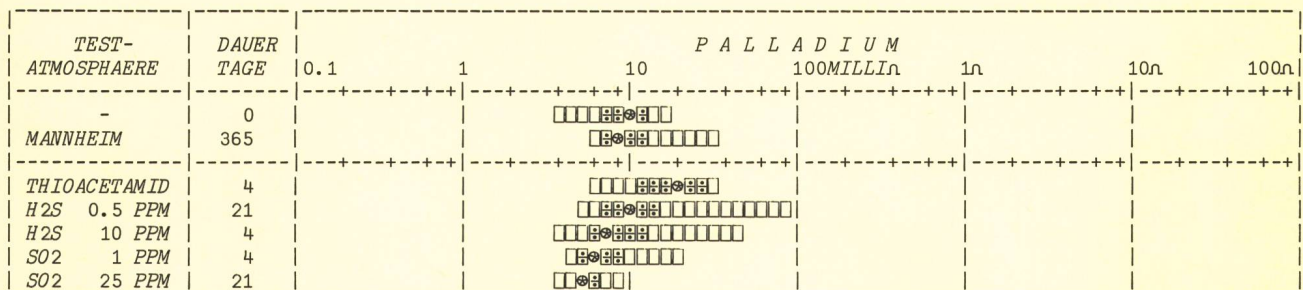 TEST- DAUER P A L L A D I U M
ATMOSPHAERE TAGE 0.1 1 10 100MILLIΩ 1Ω 10Ω 100Ω
- 0
MANNHEIM 365
THIOACETAMID 4
H2S 0.5 PPM 21
H2S 10 PPM 4
SO2 1 PPM 4
SO2 25 PPM 21